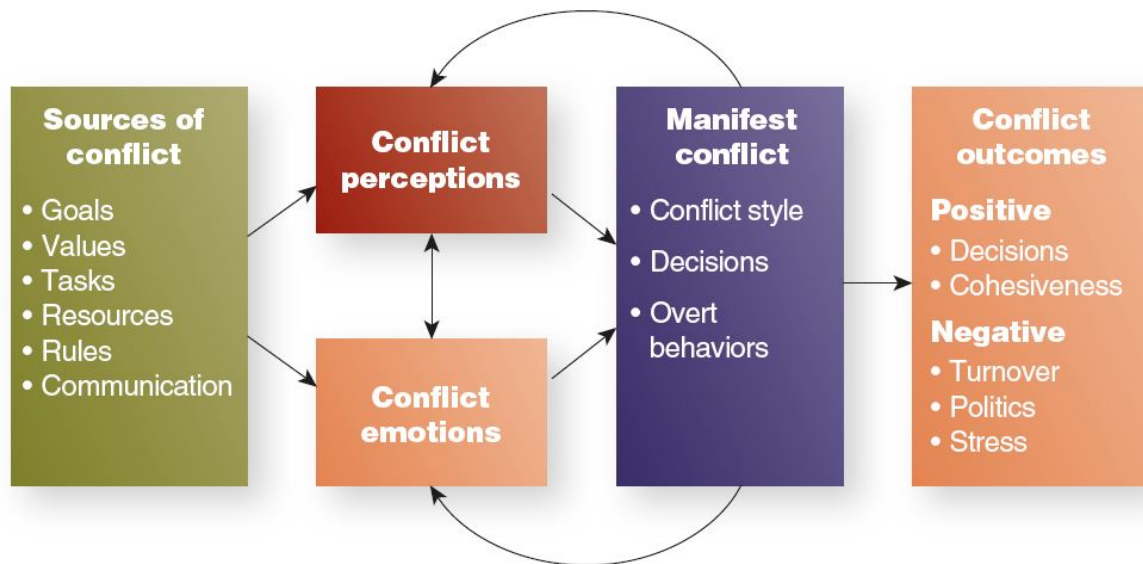 Sources of
conflict
• Goals
• Values
• Tasks
• Resources
• Rules
• Communication
Conflict
perceptions
Conflict
emotions
Manifest
conflict
• Conflict style
• Decisions
• Overt
behaviors
Conflict
outcomes
Positive
• Decisions
• Cohesiveness
Negative
• Turnover
• Politics
• Stress